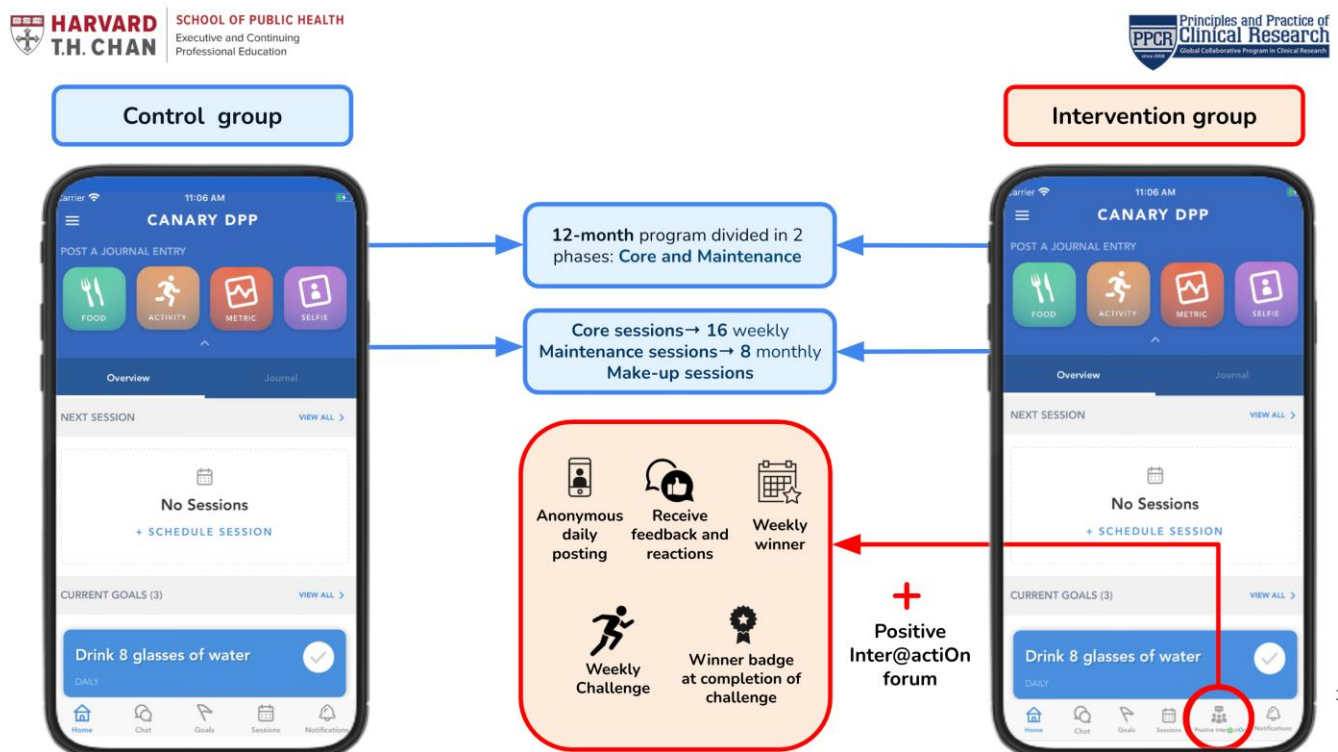 HARVARD
T.H. CHAN
SCHOOL OF PUBLIC HEALTH
Executive and Continuing
Professional Education
PPCR
since 2008
Principles and Practice of
Clinical Research
Global Collaborative Program in Clinical Research
Control group
Intervention group
Carrier 11:06 AM
CANARY DPP
POST A JOURNAL ENTRY
FOOD ACTIVITY METRIC SELFIE
Overview Journal
NEXT SESSION VIEW ALL >
No Sessions
+ SCHEDULE SESSION
CURRENT GOALS (3) VIEW ALL >
Drink 8 glasses of water
DAILY
Home Chat Goals Sessions Notifications
12-month program divided in 2
phases: Core and Maintenance
Core sessions→ 16 weekly
Maintenance sessions→ 8 monthly
Make-up sessions
Anonymous
daily
posting
Receive
feedback and
reactions
Weekly
winner
Weekly
Challenge
Winner badge
at completion of
challenge
+
Positive
Inter@actiOn
forum
arrier 11:06 AM
CANARY DPP
POST A JOURNAL ENTRY
FOOD ACTIVITY METRIC SELFIE
Overview Journal
NEXT SESSION VIEW ALL >
No Sessions
+ SCHEDULE SESSION
CURRENT GOALS (3) VIEW ALL >
Drink 8 glasses of water
DAILY
Home Chat Goals Sessions Positive Notifications